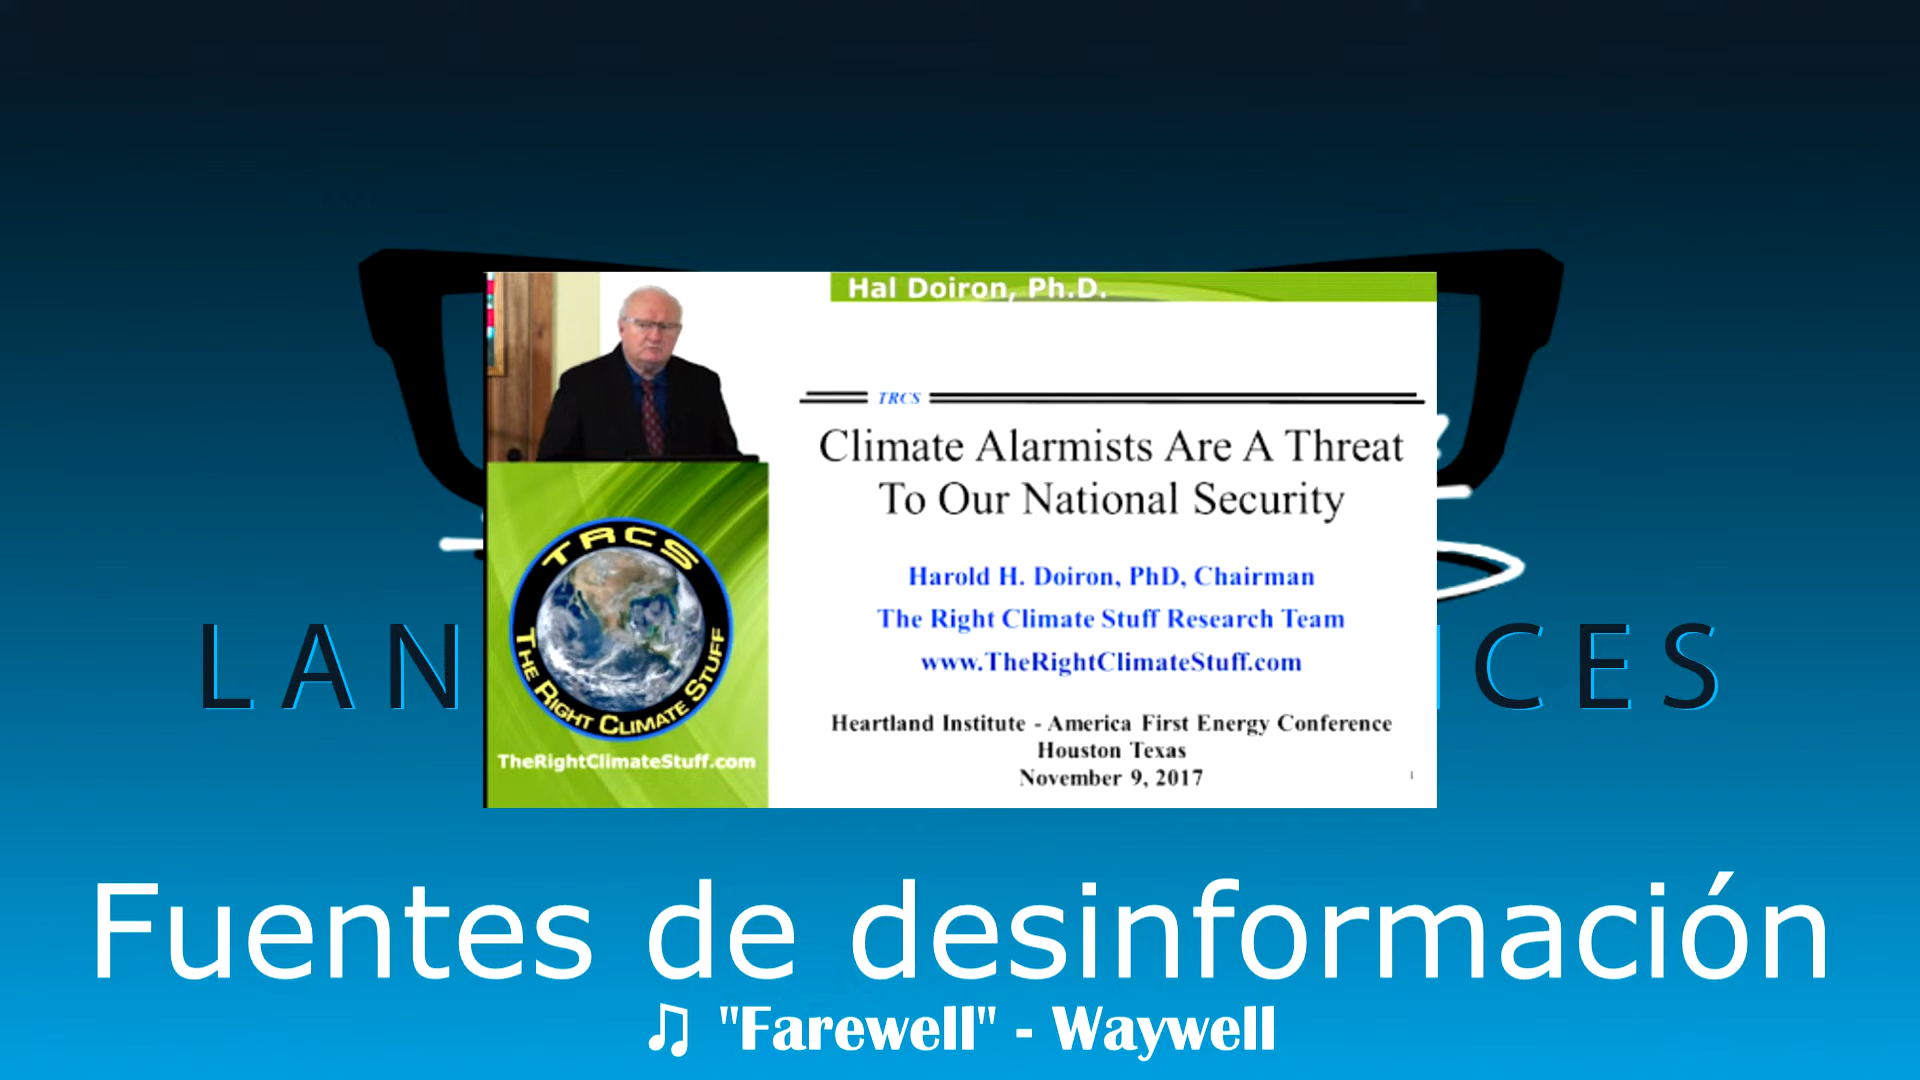 Hal Doiron, Ph.D.
TRCS
Climate Alarmists Are A Threat
To Our National Security
Harold H. Doiron, PhD, Chairman
The Right Climate Stuff Research Team
www.TheRightClimateStuff.com
Heartland Institute - America First Energy Conference
Houston Texas
November 9, 2017
1
TRCS
THE RIGHT CLIMATE STUFF
TheRightClimateStuff.com
LAN
CES
Fuentes de desinformación
♫ "Farewell" - Waywell